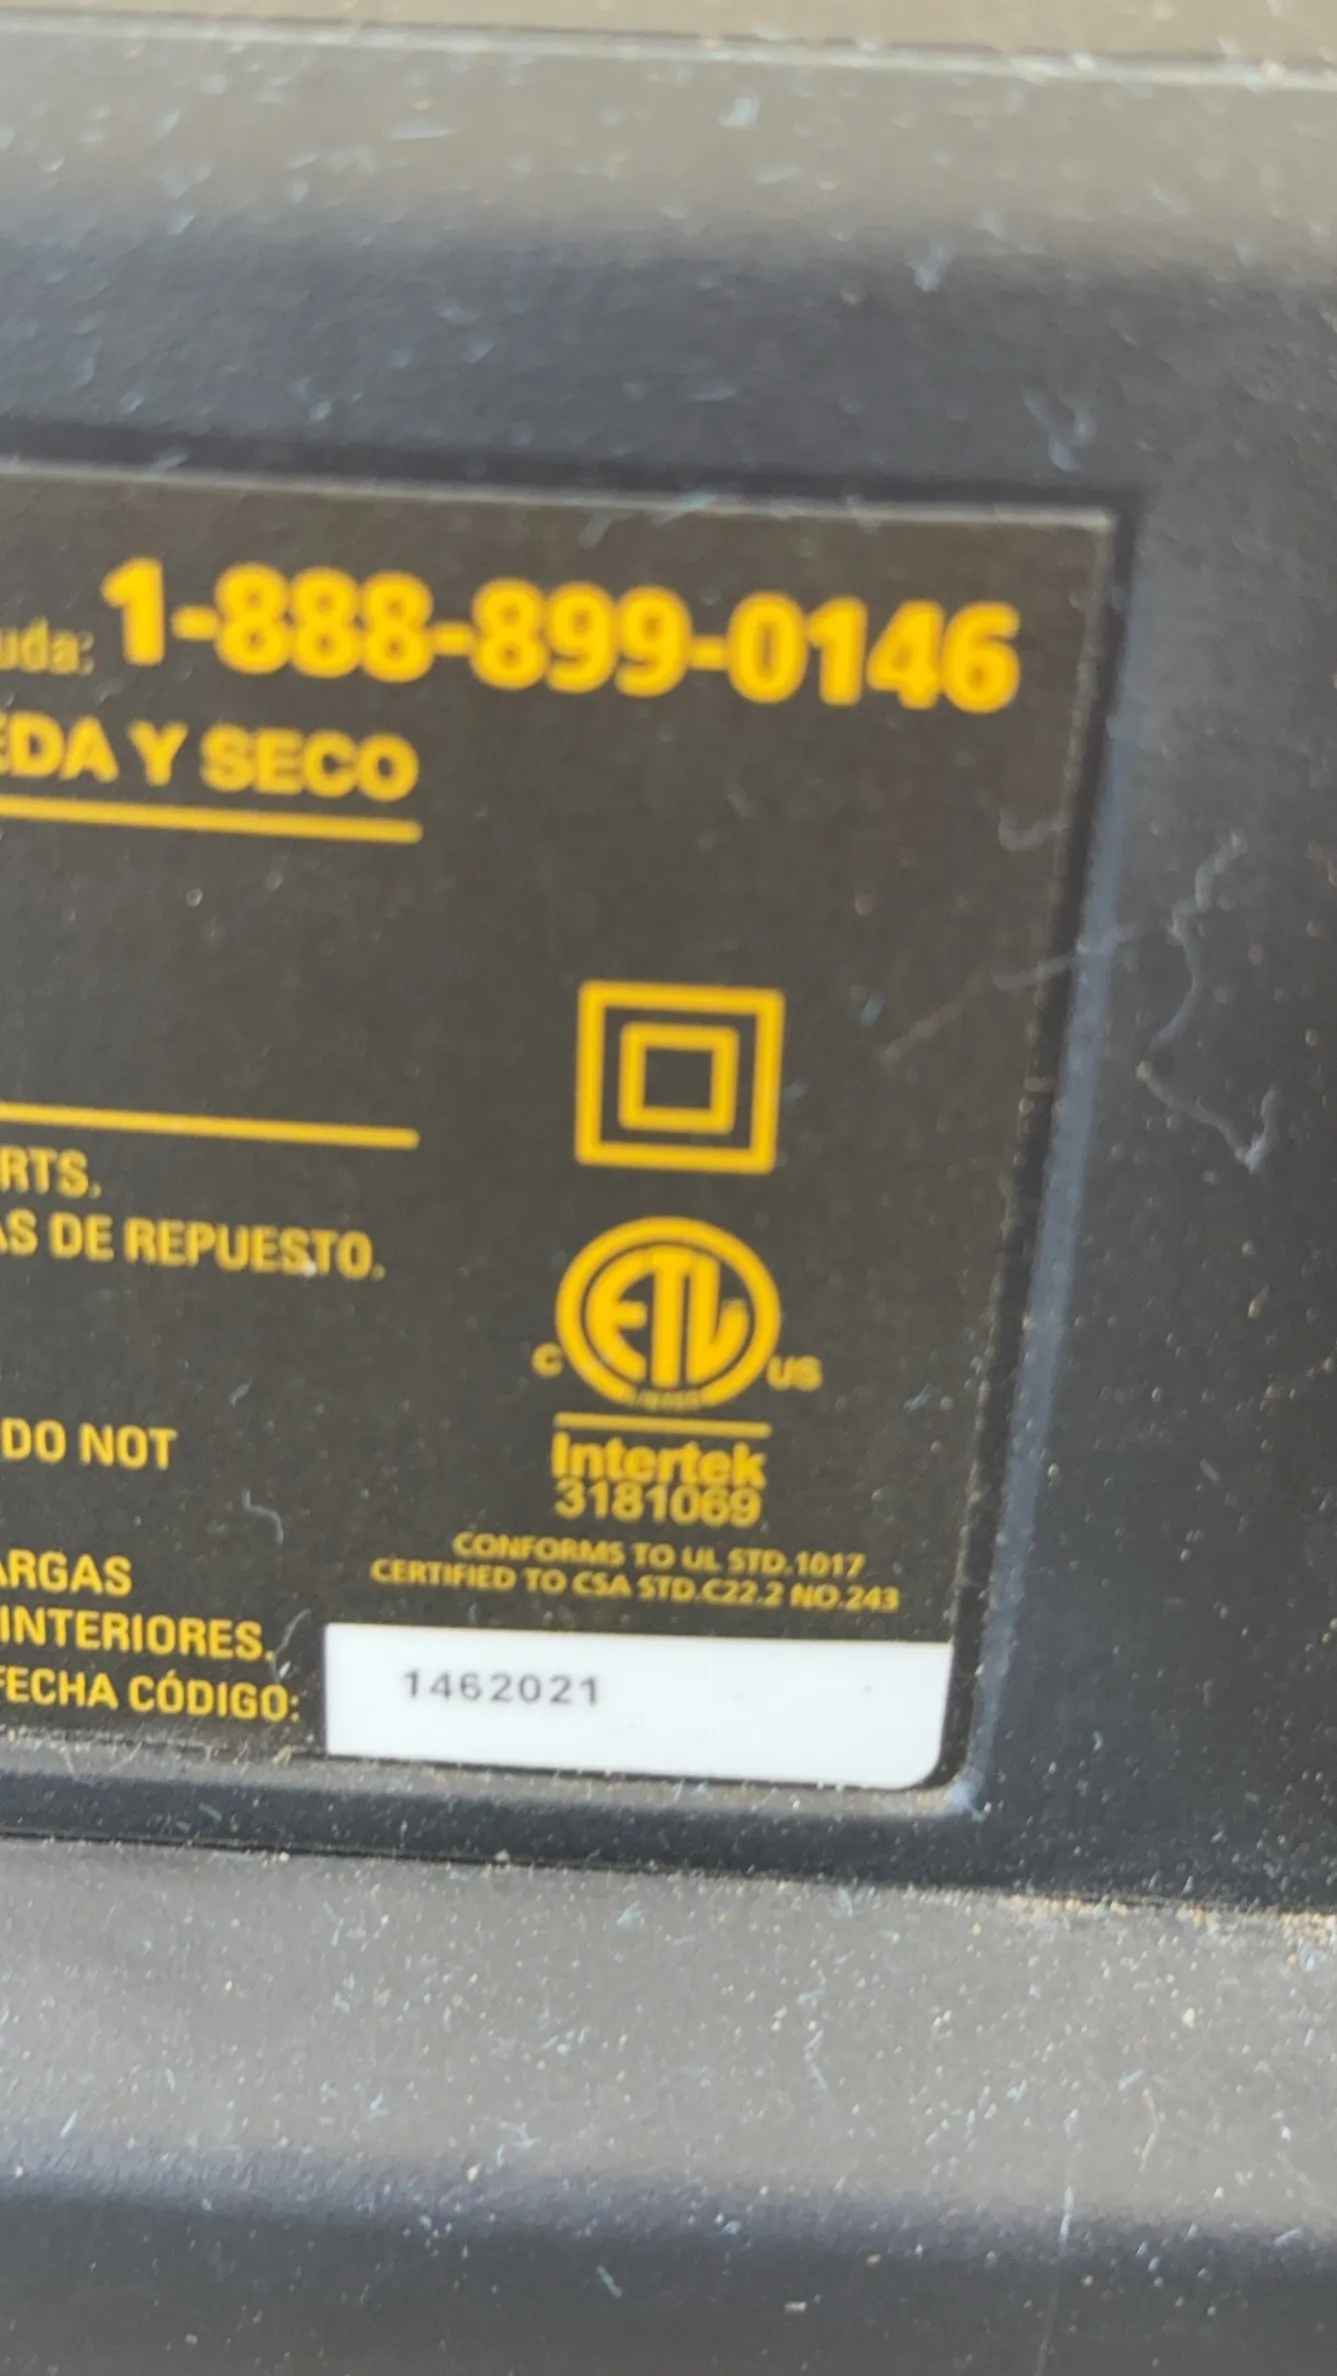 uda: 1-888-899-0146
EDA Y SECO
RTS.
AS DE REPUESTO.
ETL
C US
Intertek
3181069
CONFORMS TO UL STD.1017
CERTIFIED TO CSA STD.C22.2 NO.243
DO NOT
ARGAS
INTERIORES.
FECHA CÓDIGO:
1462021